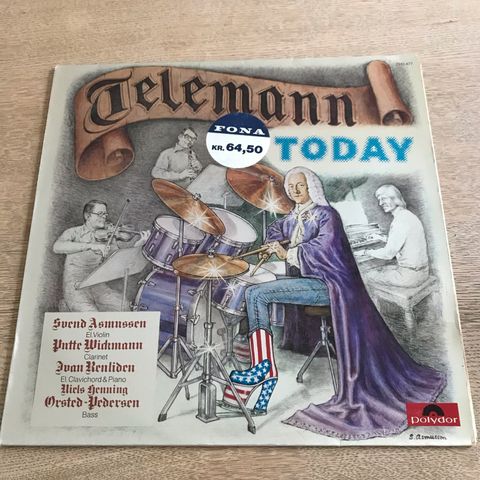 Telemann
TODAY
FONA
KR. 64,50
Svend Asmussen
El. Violin
Putte Wickmann
Clarinet
Ivan Renliden
El. Clavichord & Piano
Niels Henning
Ørsted-Pedersen
Bass
Polydor
S. Asmussen